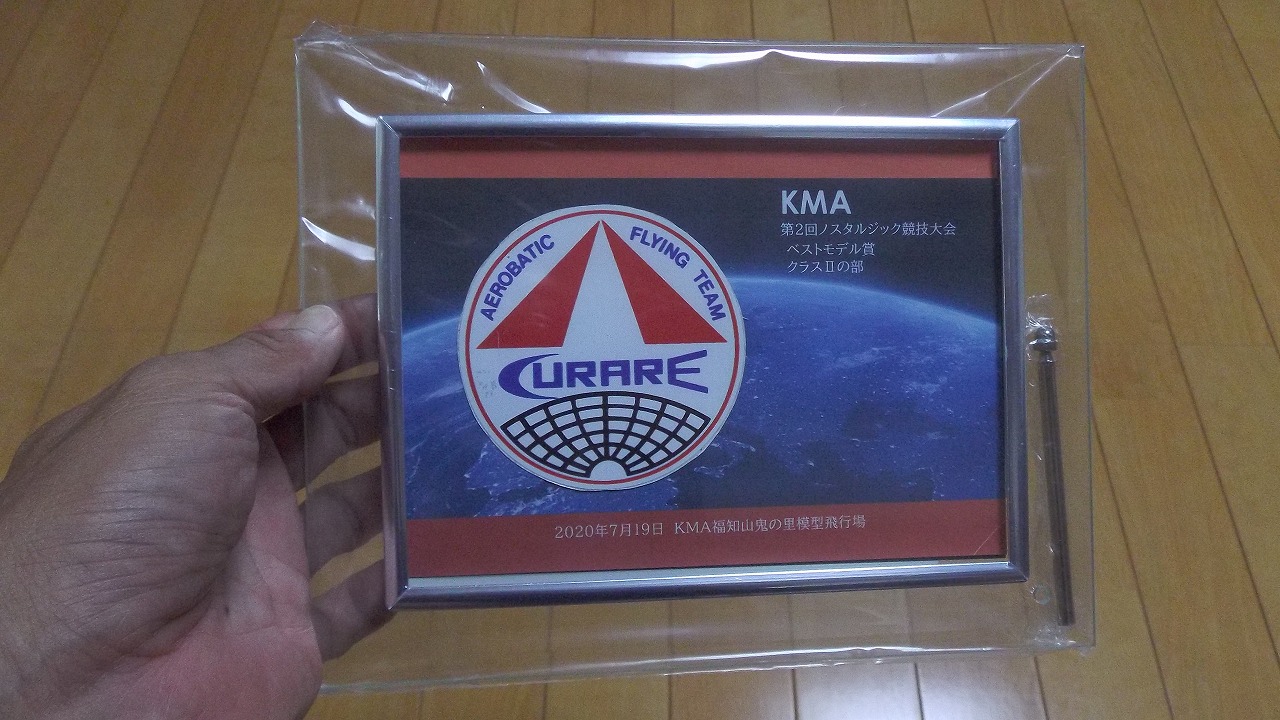 AEROBATIC FLYING TEAM
CURARE
KMA
第2回ノスタルジック競技大会
ベストモデル賞
クラスⅡの部
2020年7月19日 KMA福知山鬼の里模型飛行場